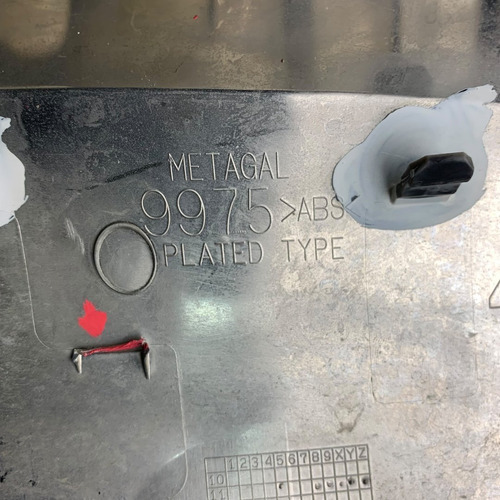 METAGAL
9975 >ABS
PLATED TYPE
1 2 3 4 5 6 7 8 9 X Y Z
10
11